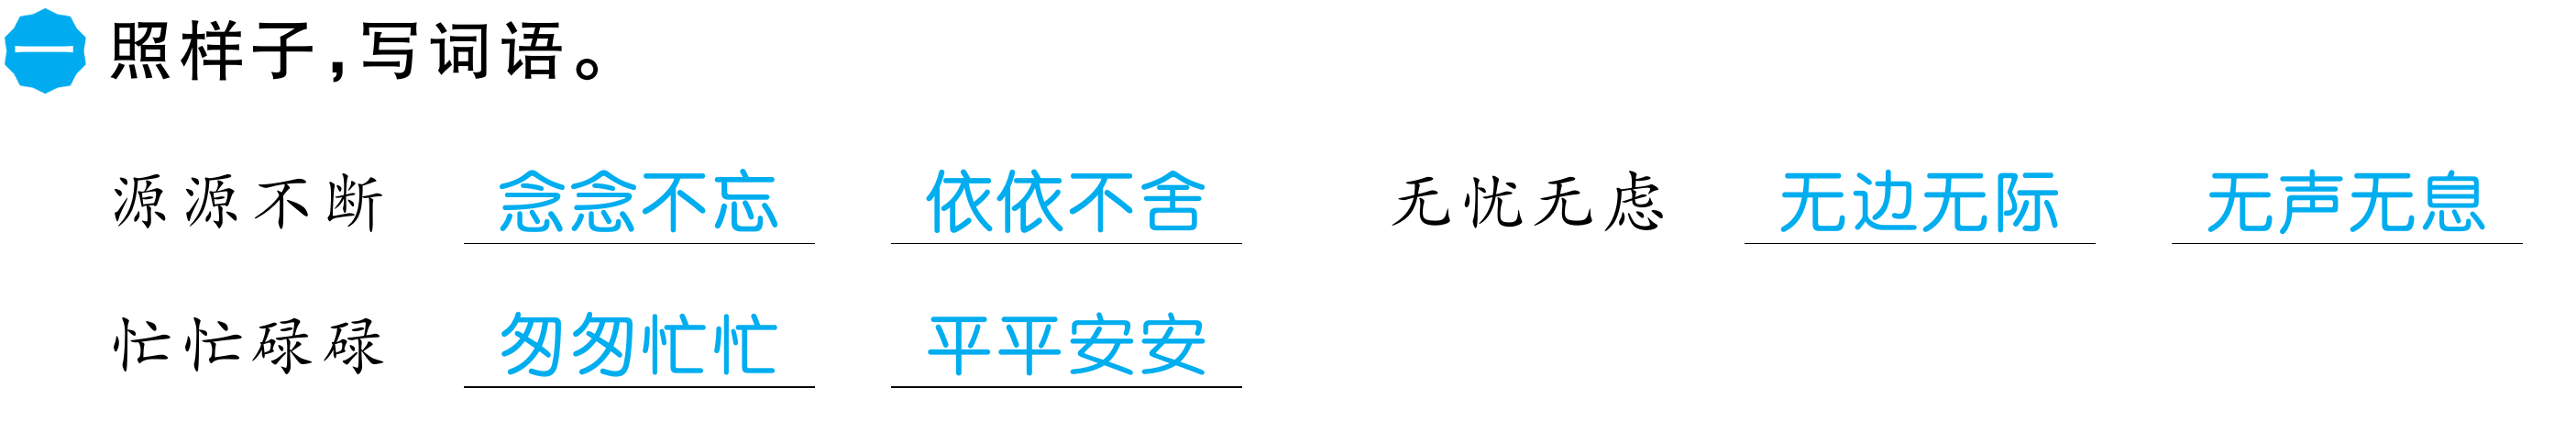 一 照样子,写词语。
源源不断 念念不忘 依依不舍 无忧无虑 无边无际 无声无息
忙忙碌碌 匆匆忙忙 平平安安